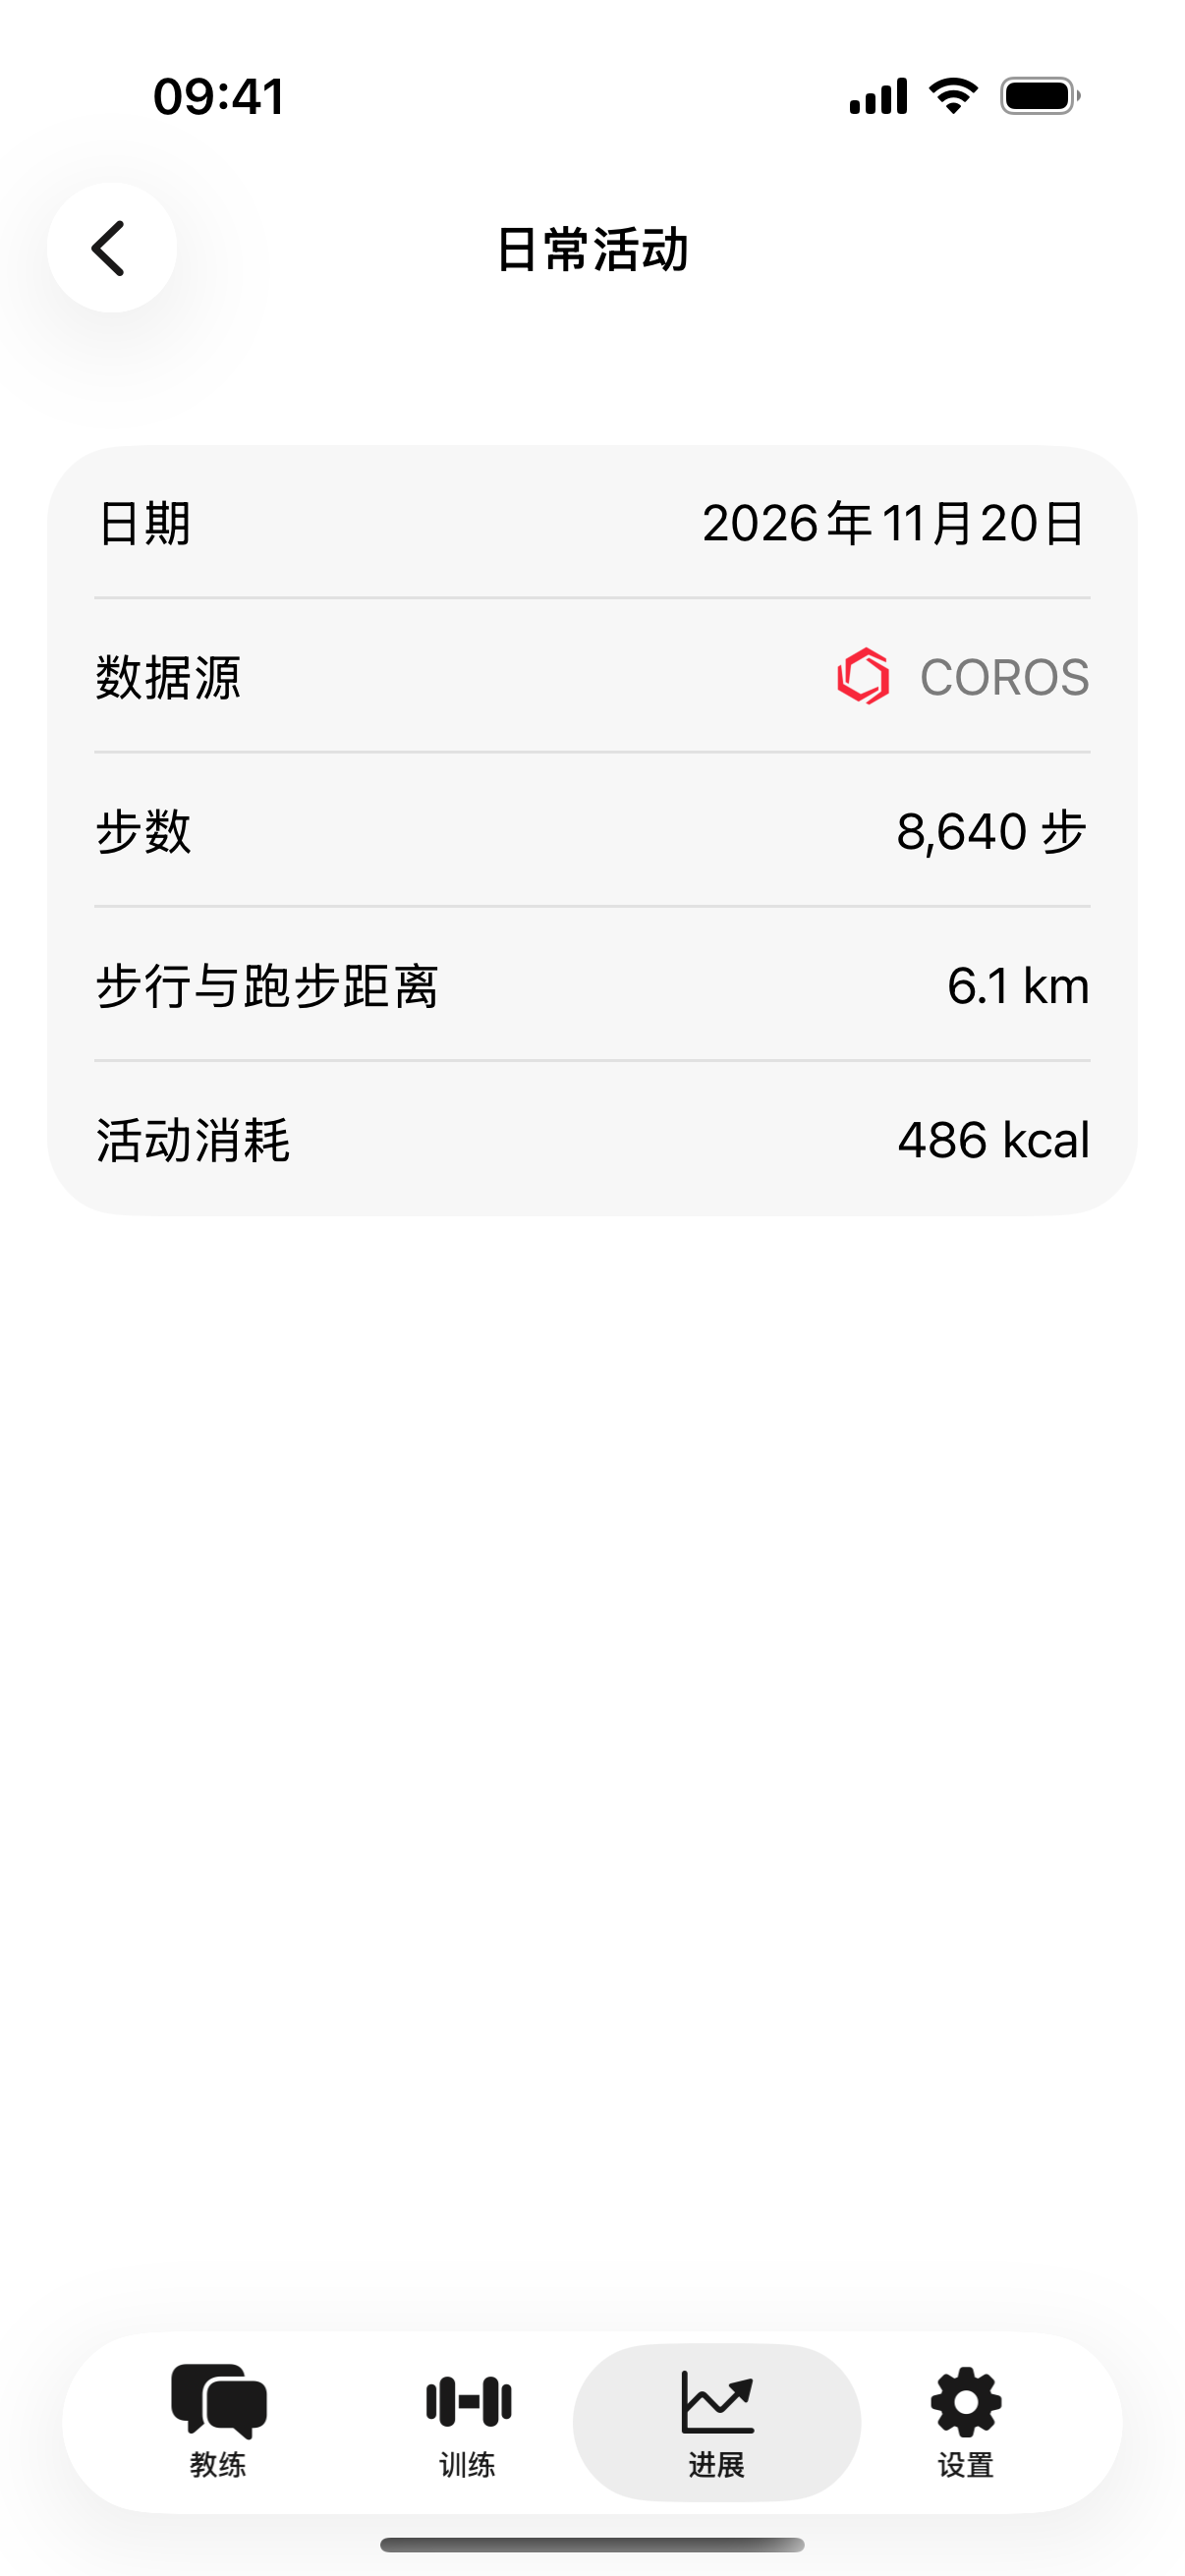 09:41
日常活动
日期 2026年11月20日
数据源 COROS
步数 8,640 步
步行与跑步距离 6.1 km
活动消耗 486 kcal
教练 训练 进展 设置